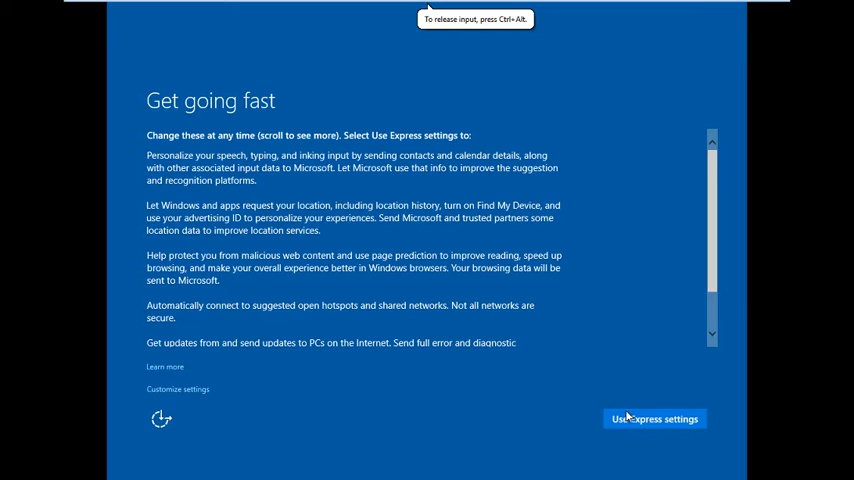 To release input, press Ctrl+Alt.
Get going fast
Change these at any time (scroll to see more). Select Use Express settings to:
Personalize your speech, typing, and inking input by sending contacts and calendar details, along
with other associated input data to Microsoft. Let Microsoft use that info to improve the suggestion
and recognition platforms.
Let Windows and apps request your location, including location history, turn on Find My Device, and
use your advertising ID to personalize your experiences. Send Microsoft and trusted partners some
location data to improve location services.
Help protect you from malicious web content and use page prediction to improve reading, speed up
browsing, and make your overall experience better in Windows browsers. Your browsing data will be
sent to Microsoft.
Automatically connect to suggested open hotspots and shared networks. Not all networks are
secure.
Get updates from and send updates to PCs on the Internet. Send full error and diagnostic
Learn more
Customize settings
Use Express settings